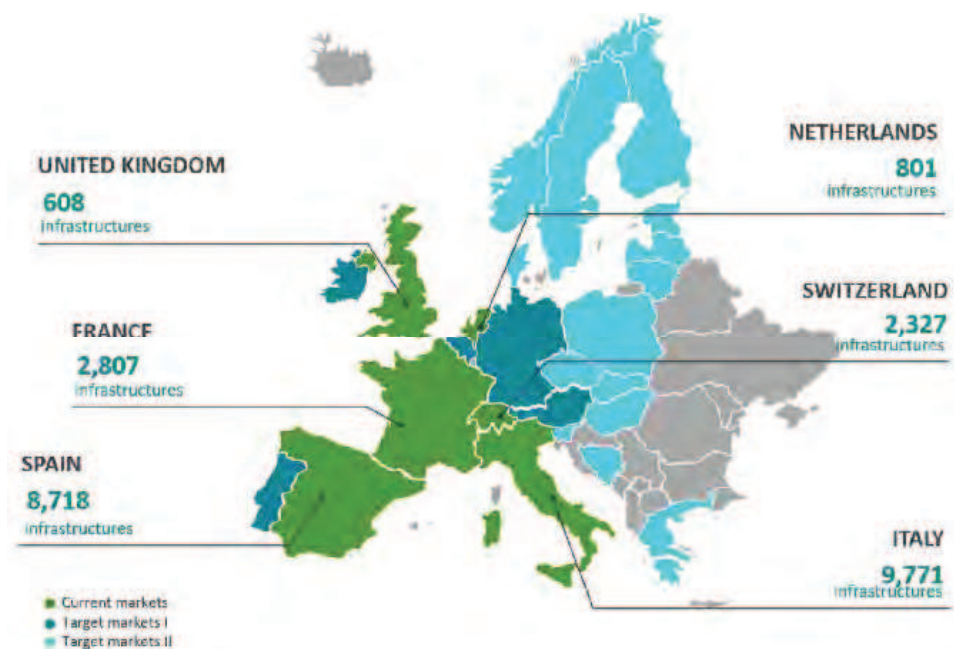 UNITED KINGDOM
608
infrastructures
FRANCE
2,807
infrastructures
SPAIN
8,718
infrastructures
NETHERLANDS
801
infrastructures
SWITZERLAND
2,327
infrastructures
ITALY
9,771
infrastructures
Current markets
Target markets I
Target markets II